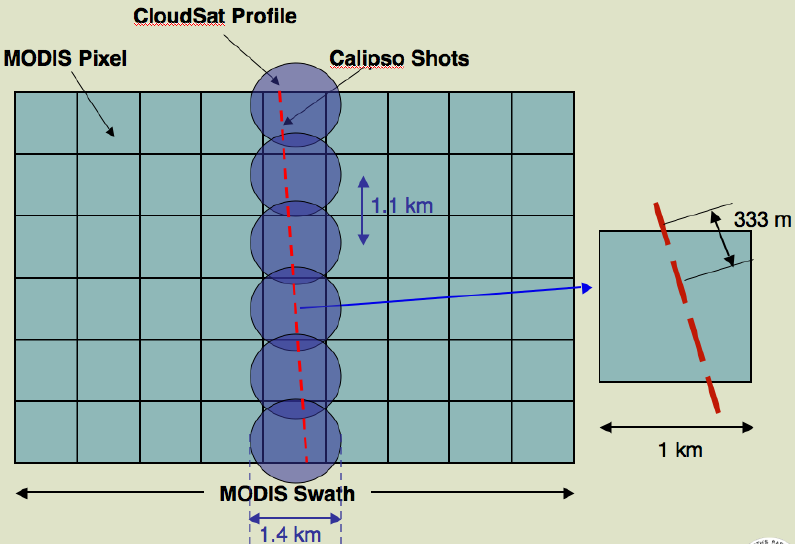 CloudSat Profile
MODIS Pixel
Calipso Shots
1.1 km
333 m
1 km
MODIS Swath
1.4 km